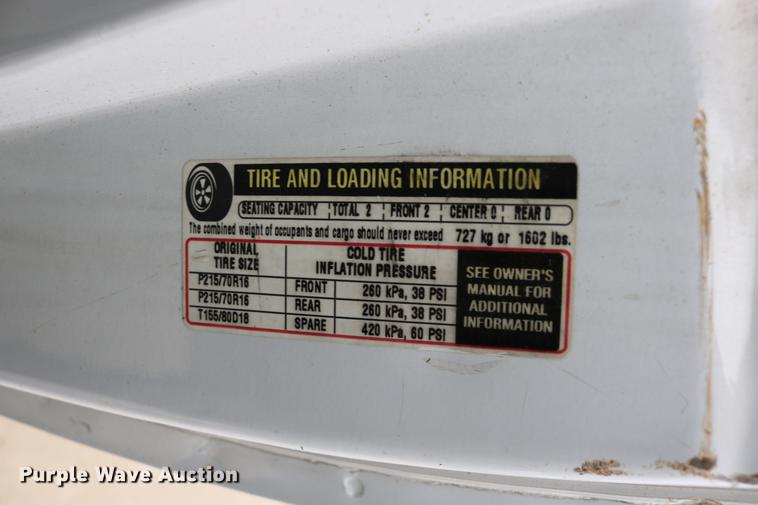 TIRE AND LOADING INFORMATION
SEATING CAPACITY TOTAL 2 FRONT 2 CENTER 0 REAR 0
The combined weight of occupants and cargo should never exceed 727 kg or 1602 lbs.
ORIGINAL
TIRE SIZE
COLD TIRE
INFLATION PRESSURE
P215/70R16 FRONT 260 kPa, 38 PSI
P215/70R16 REAR 260 kPa, 38 PSI
T155/80D18 SPARE 420 kPa, 60 PSI
SEE OWNER'S
MANUAL FOR
ADDITIONAL
INFORMATION
Purple Wave Auction